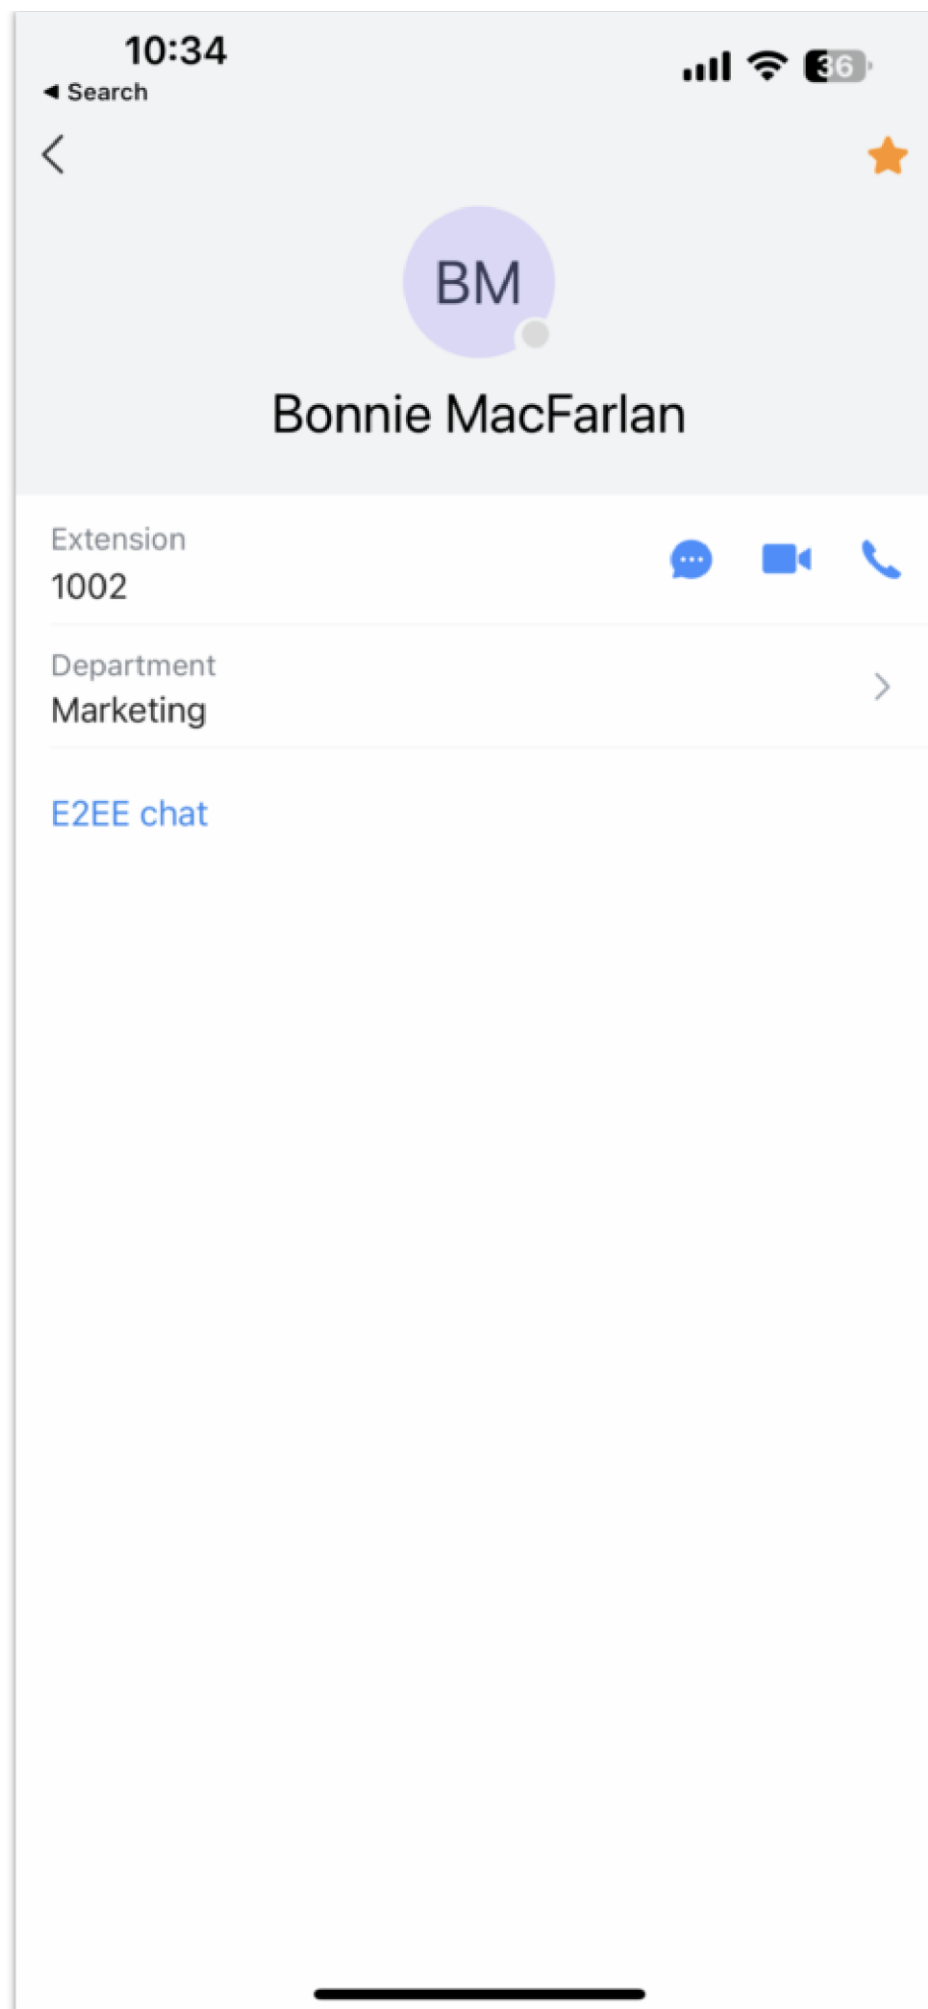 10:34
36
◀ Search
BM
Bonnie MacFarlan
Extension
1002
Department
Marketing
E2EE chat